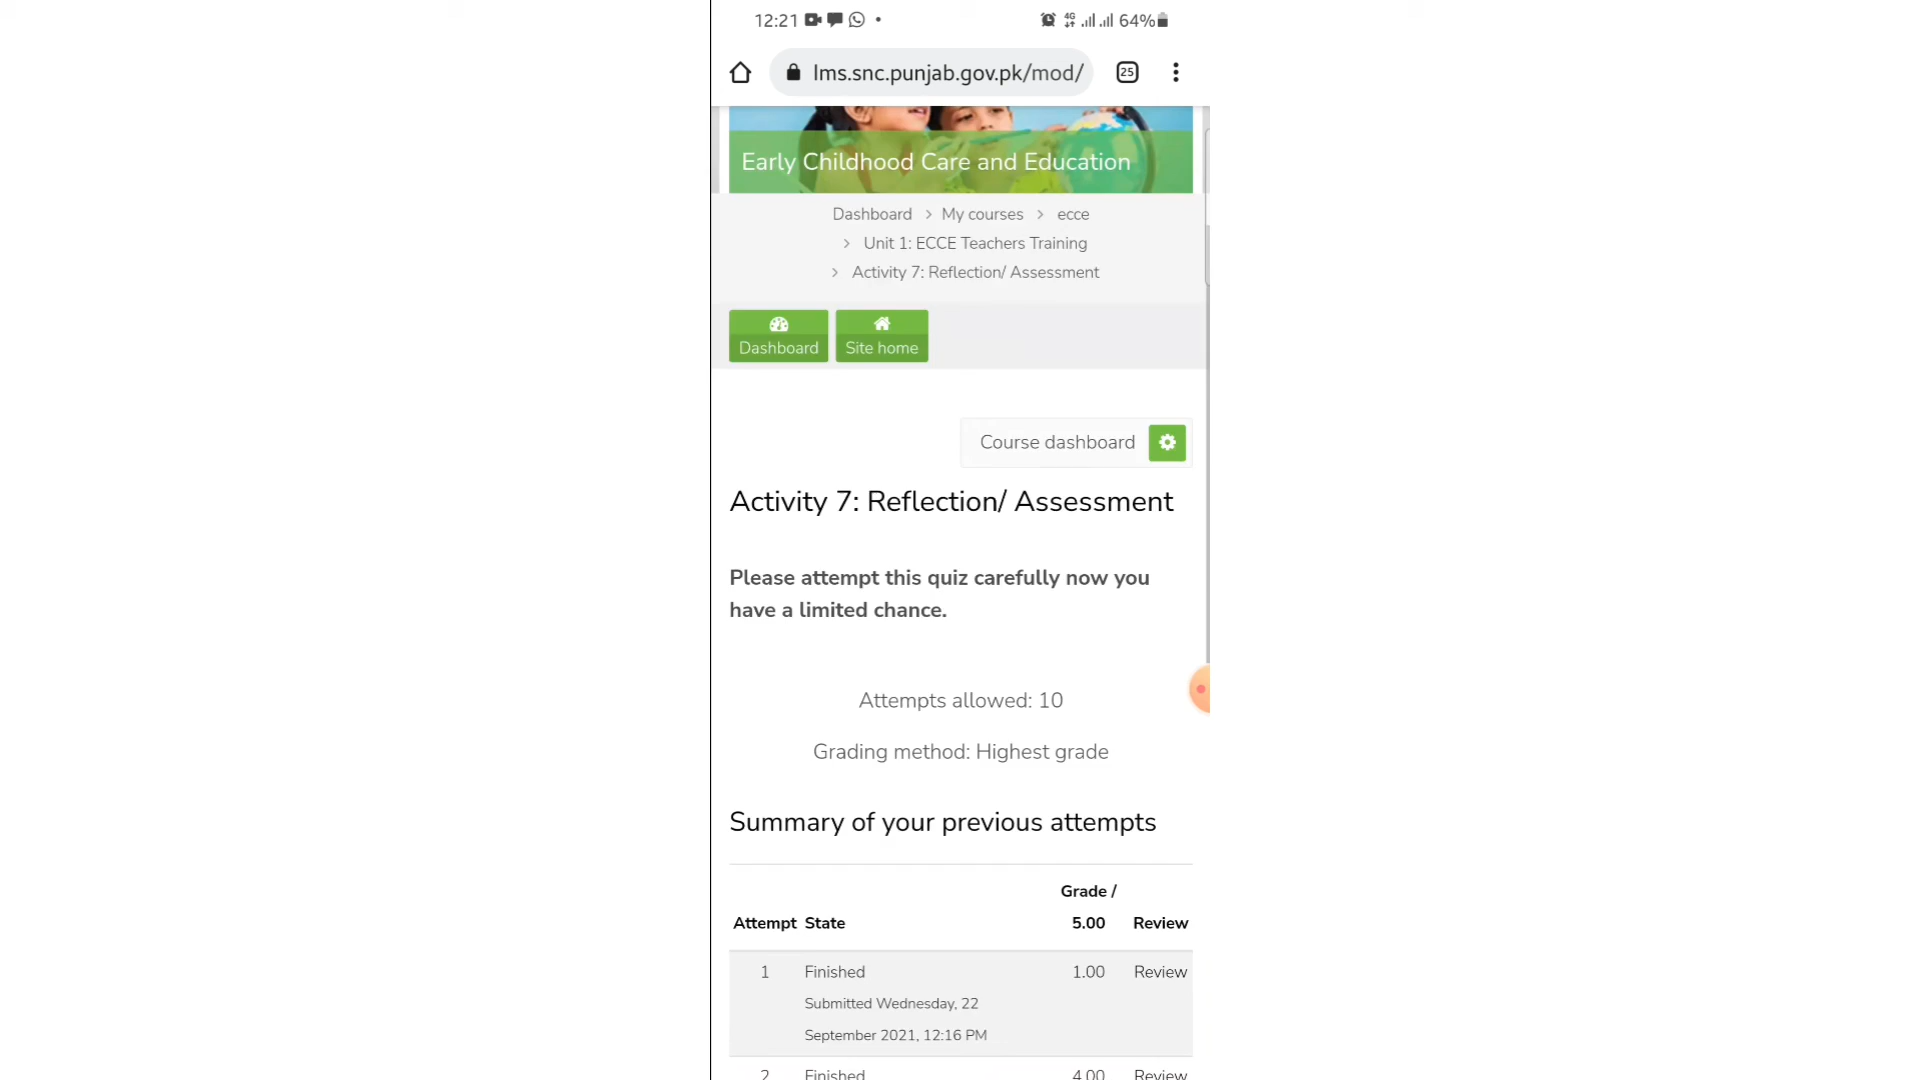 12:21 64%
lms.snc.punjab.gov.pk/mod/ 25
Early Childhood Care and Education
Dashboard > My courses > ecce
> Unit 1: ECCE Teachers Training
> Activity 7: Reflection/ Assessment
Dashboard Site home
Course dashboard
Activity 7: Reflection/ Assessment
Please attempt this quiz carefully now you
have a limited chance.
Attempts allowed: 10
Grading method: Highest grade
Summary of your previous attempts
Grade /
Attempt State 5.00 Review
1 Finished 1.00 Review
Submitted Wednesday, 22
September 2021, 12:16 PM
2 Finished 4.00 Review